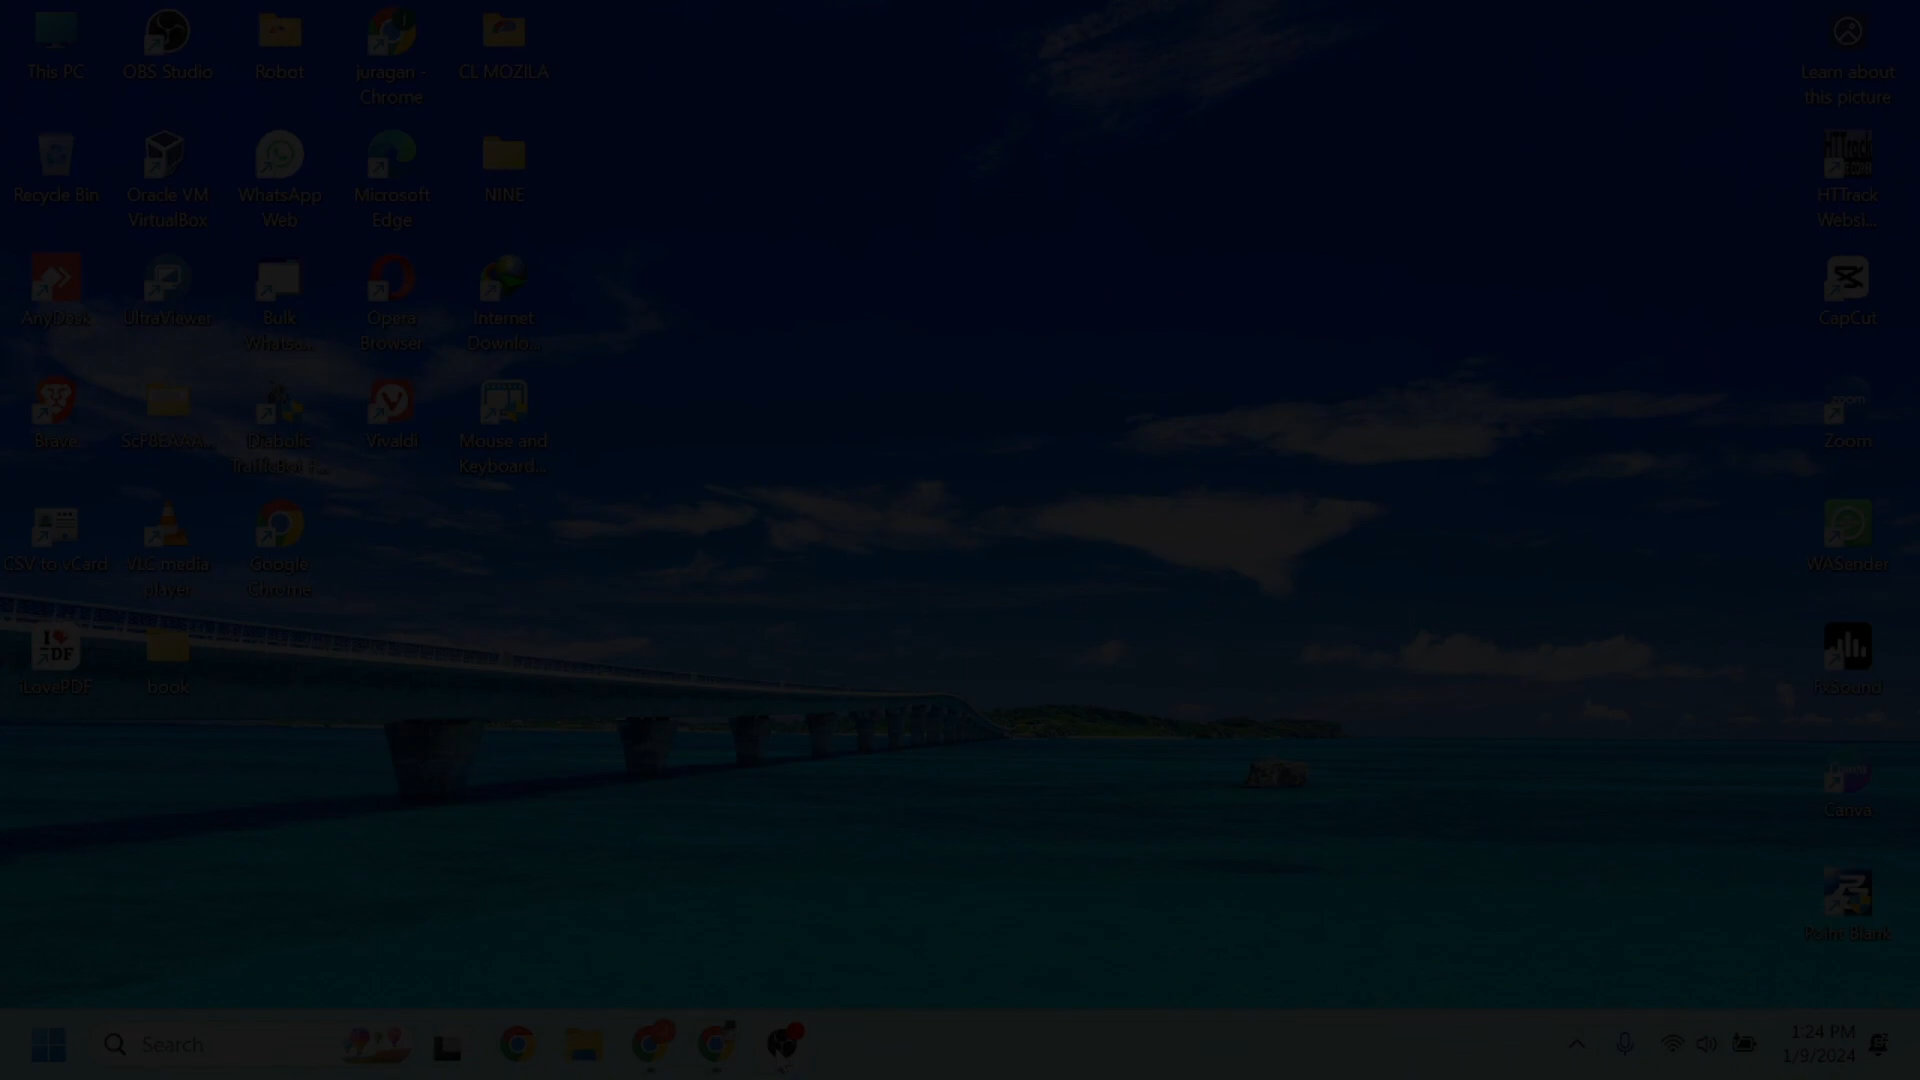 This PC
OBS Studio
Robot
juragan -
Chrome
CL MOZILA
Learn about
this picture
Recycle Bin
Oracle VM
VirtualBox
WhatsApp
Web
Microsoft
Edge
NINE
HTTrack
Websi...
AnyDesk
UltraViewer
Bulk
Whatsa...
Opera
Browser
Internet
Downlo...
CapCut
Brave
ScF8EAAA...
Diabolic
Vivaldi
Mouse and
Keyboard...
zoom
Zoom
CSV to vCard
VLC media
player
Google
Chrome
WASender
iLovePDF
book
FxSound
Canva
Point Blank
Search
1:24 PM
1/9/2024